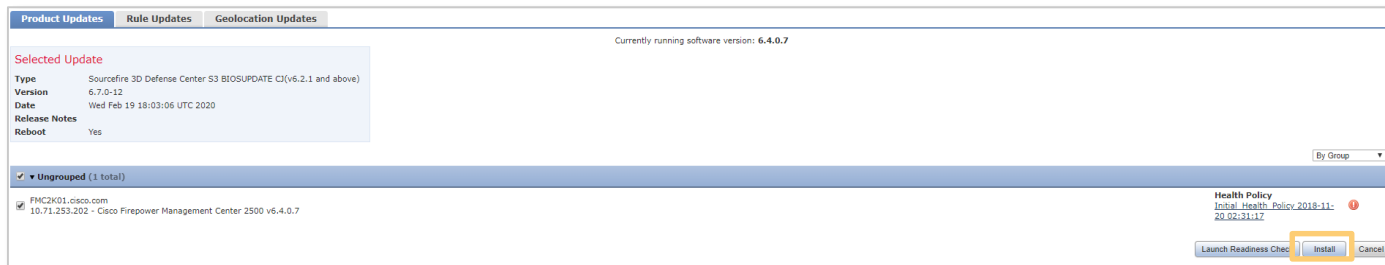 Product Updates Rule Updates Geolocation Updates
Currently running software version: 6.4.0.7
Selected Update
Type Sourcefire 3D Defense Center S3 BIOSUPDATE CJ(v6.2.1 and above)
Version 6.7.0-12
Date Wed Feb 19 18:03:06 UTC 2020
Release Notes
Reboot Yes
By Group
Ungrouped (1 total)
FMC2K01.cisco.com
10.71.253.202 - Cisco Firepower Management Center 2500 v6.4.0.7
Health Policy
Initial_Health_Policy 2018-11-
20 02:31:17
Launch Readiness Chec Install Cancel